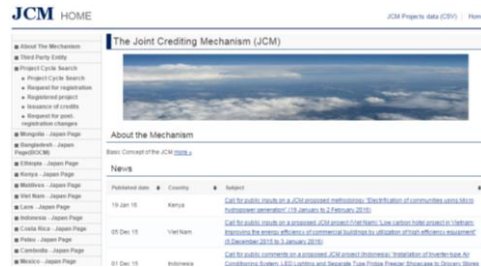 JCM HOME
JCM Projects data (CSV) | Hom
About The Mechanism
Third Party Entity
Project Cycle Search
Project Cycle Search
Request for registration
Registered project
Issuance of credits
Request for post-
registration changes
Mongolia - Japan Page
Bangladesh - Japan
Page(BOCM)
Ethiopia - Japan Page
Kenya - Japan Page
Maldives - Japan Page
Viet Nam - Japan Page
Laos - Japan Page
Indonesia - Japan Page
Costa Rica - Japan Page
Palau - Japan Page
Cambodia - Japan Page
Mexico - Japan Page
The Joint Crediting Mechanism (JCM)
About the Mechanism
Basic Concept of the JCM more »
News
Published date Country Subject
19 Jan 16 Kenya Call for public inputs on a JCM proposed methodology "Electrification of communities using Micro
hydropower generation" (19 January to 2 February 2016)
05 Dec 15 Viet Nam Call for public inputs on a JCM project (Viet Nam) "Low carbon hotel project in Vietnam:
Improving the energy efficiency of commercial buildings by utilization of high efficiency equipment"
(5 December 2015 to 3 January 2016)
01 Dec 15 Indonesia Call for public comments on a proposed JCM project (Indonesia) "Installation of Inverter-type Air
Conditioning System, LED Lighting and Separate Type Fridge Freezer Showcase to Grocery Stores